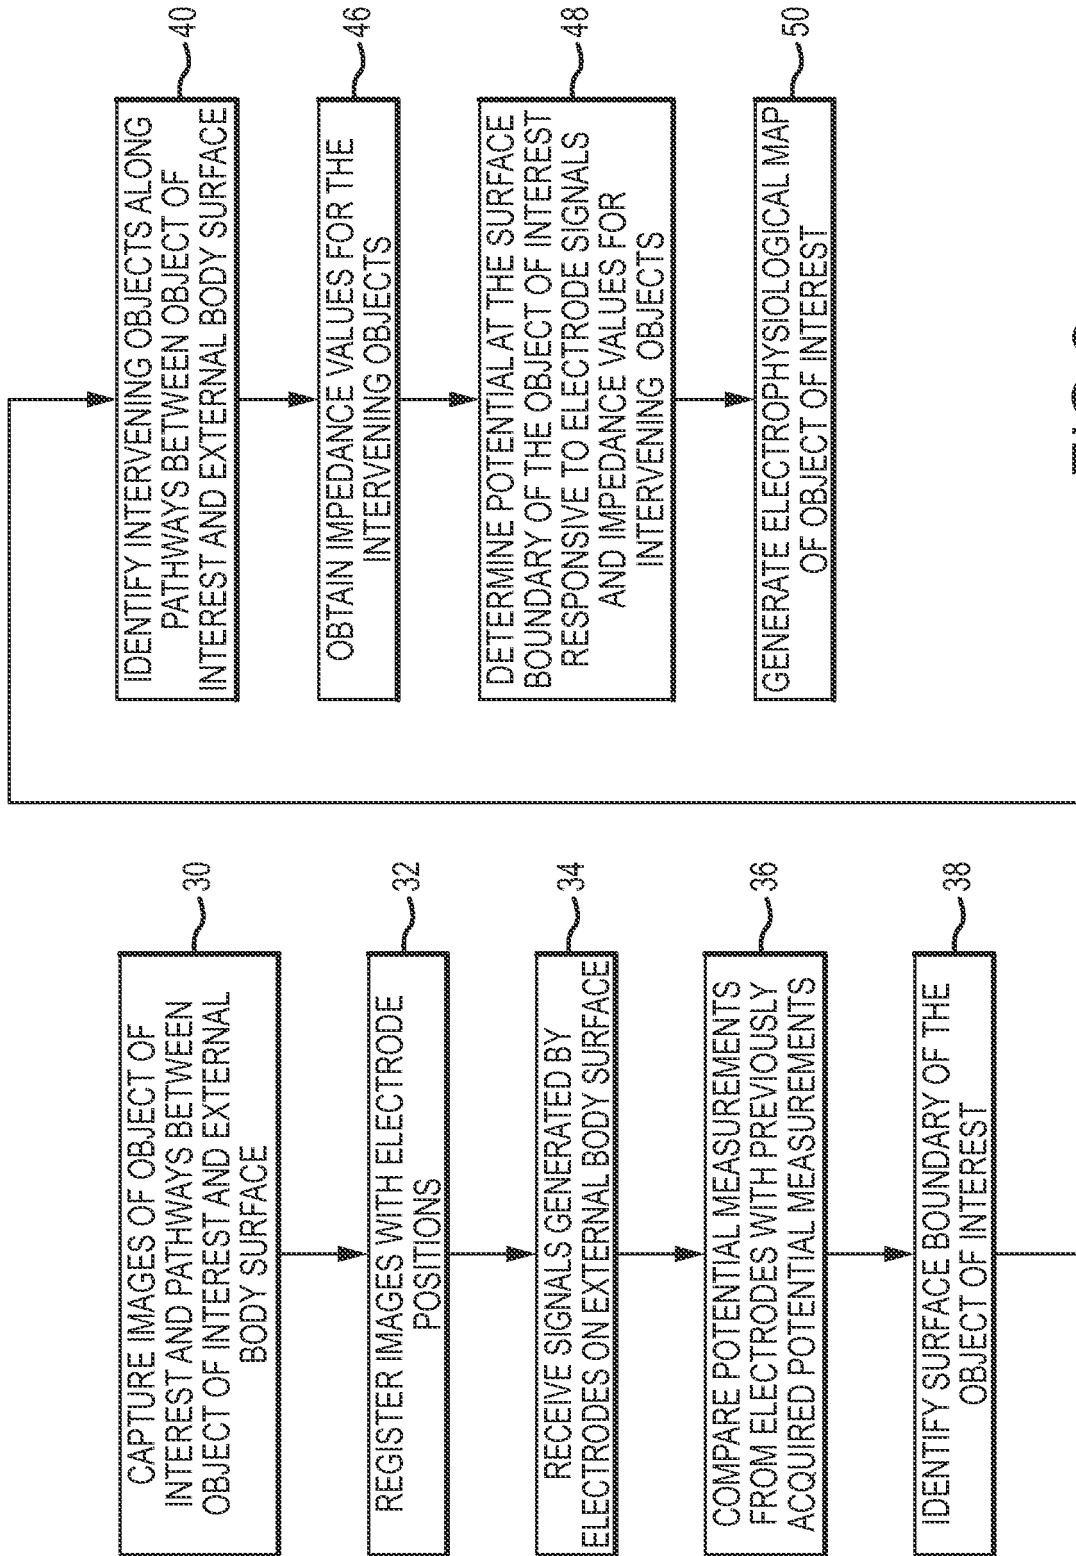 CAPTURE IMAGES OF OBJECT OF
INTEREST AND PATHWAYS BETWEEN
OBJECT OF INTEREST AND EXTERNAL
BODY SURFACE
30
REGISTER IMAGES WITH ELECTRODE
POSITIONS
32
RECEIVE SIGNALS GENERATED BY
ELECTRODES ON EXTERNAL BODY SURFACE
34
COMPARE POTENTIAL MEASUREMENTS
FROM ELECTRODES WITH PREVIOUSLY
ACQUIRED POTENTIAL MEASUREMENTS
36
IDENTIFY SURFACE BOUNDARY OF THE
OBJECT OF INTEREST
38
IDENTIFY INTERVENING OBJECTS ALONG
PATHWAYS BETWEEN OBJECT OF
INTEREST AND EXTERNAL BODY SURFACE
40
OBTAIN IMPEDANCE VALUES FOR THE
INTERVENING OBJECTS
46
DETERMINE POTENTIAL AT THE SURFACE
BOUNDARY OF THE OBJECT OF INTEREST
RESPONSIVE TO ELECTRODE SIGNALS
AND IMPEDANCE VALUES FOR
INTERVENING OBJECTS
48
GENERATE ELECTROPHYSIOLOGICAL MAP
OF OBJECT OF INTEREST
50